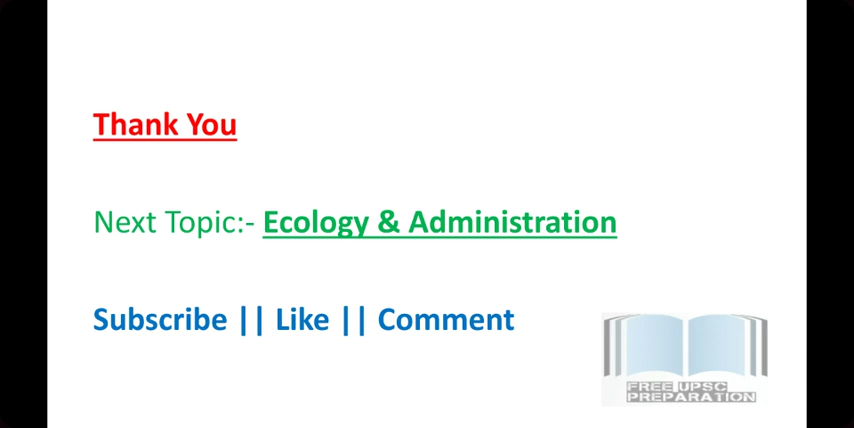 Thank You
Next Topic:- Ecology & Administration
Subscribe || Like || Comment
FREE UPSC
PREPARATION